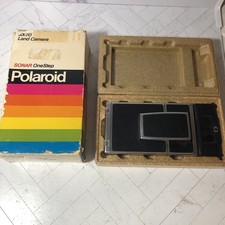 SX-70
Land Camera
SONAR OneStep
Polaroid